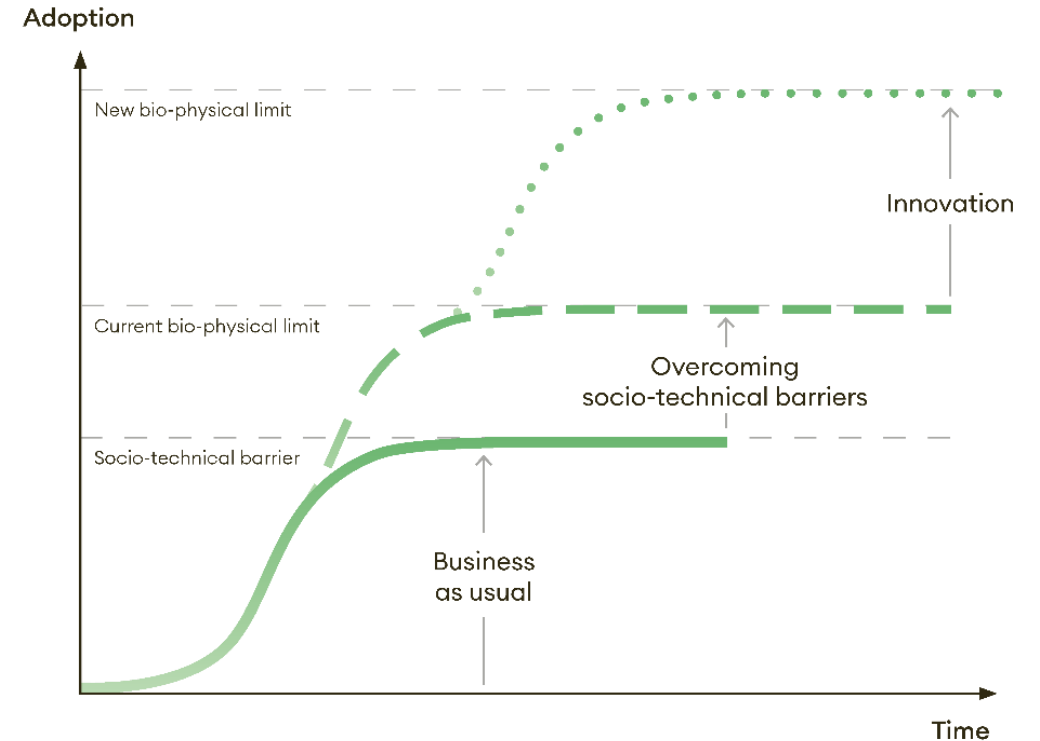 Adoption
New bio-physical limit
Innovation
Current bio-physical limit
Overcoming
socio-technical barriers
Socio-technical barrier
Business
as usual
Time